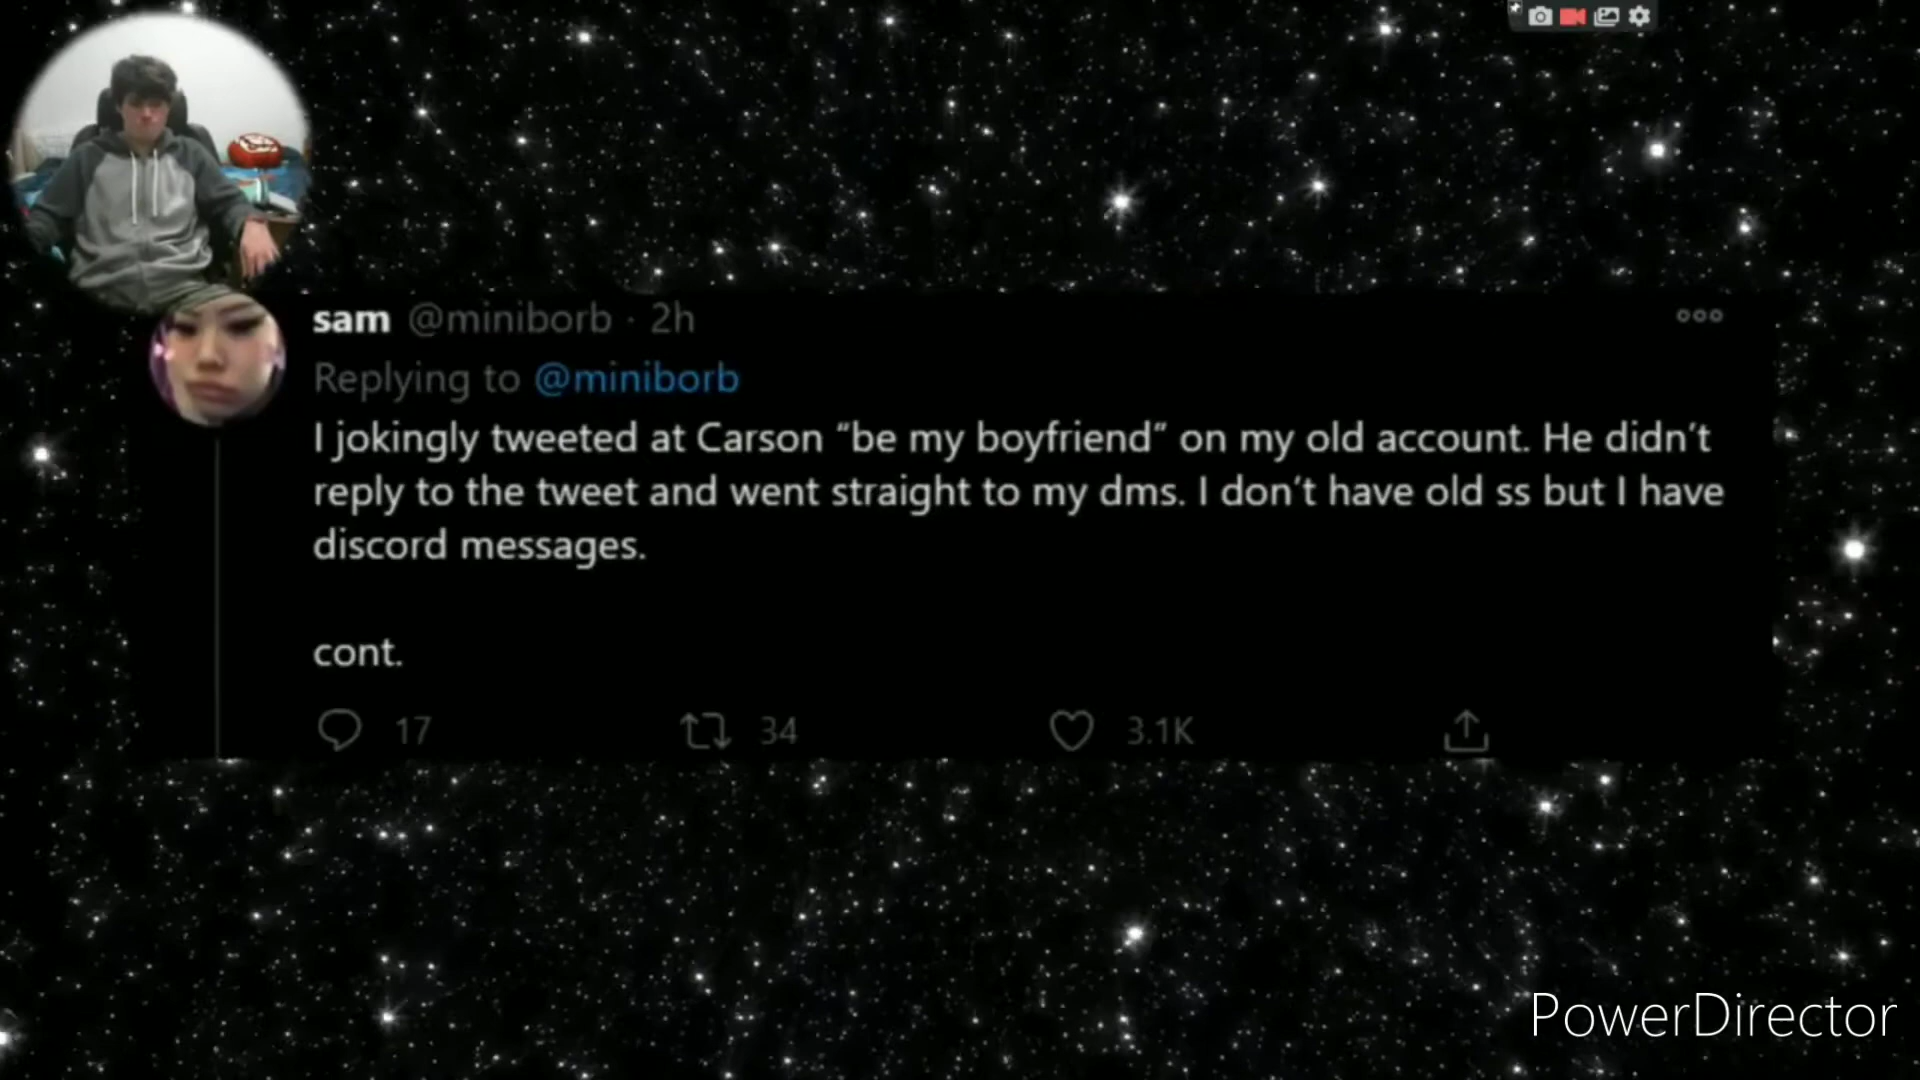 sam @miniborb · 2h
Replying to @miniborb
I jokingly tweeted at Carson “be my boyfriend” on my old account. He didn’t
reply to the tweet and went straight to my dms. I don’t have old ss but I have
discord messages.
cont.
17 34 3.1K
PowerDirector